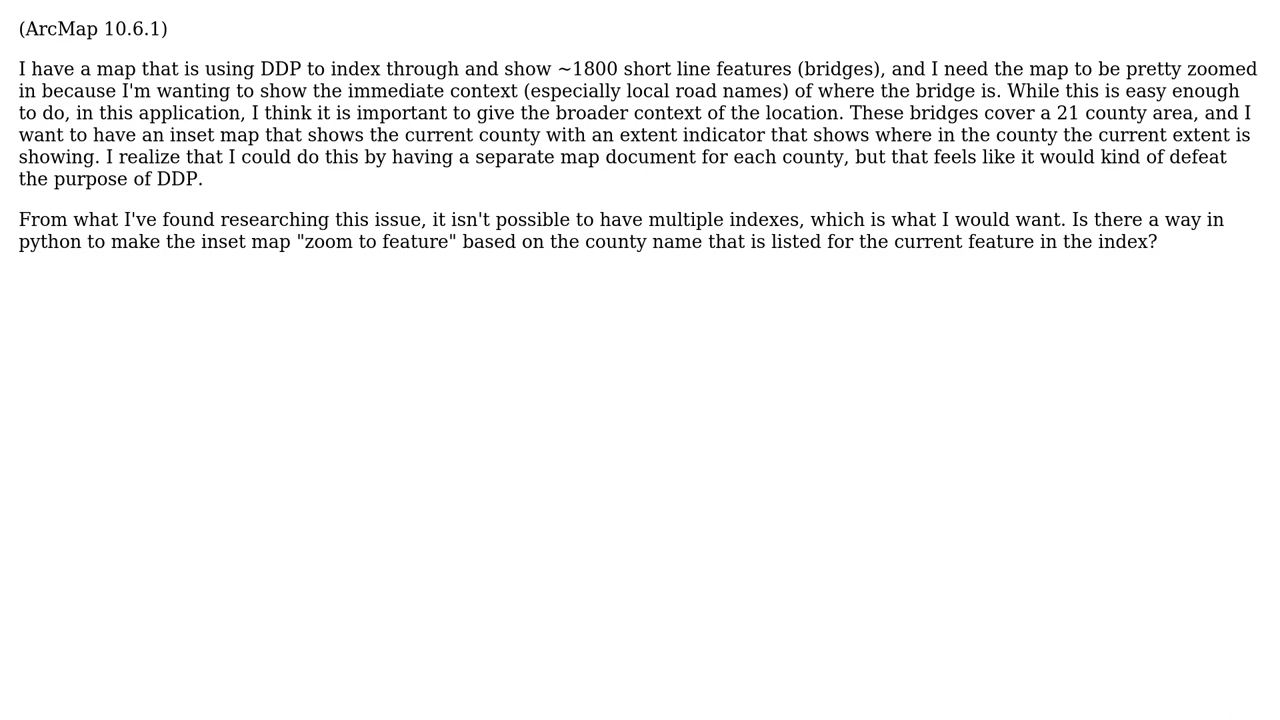 (ArcMap 10.6.1)
I have a map that is using DDP to index through and show ~1800 short line features (bridges), and I need the map to be pretty zoomed
in because I'm wanting to show the immediate context (especially local road names) of where the bridge is. While this is easy enough
to do, in this application, I think it is important to give the broader context of the location. These bridges cover a 21 county area, and I
want to have an inset map that shows the current county with an extent indicator that shows where in the county the current extent is
showing. I realize that I could do this by having a separate map document for each county, but that feels like it would kind of defeat
the purpose of DDP.
From what I've found researching this issue, it isn't possible to have multiple indexes, which is what I would want. Is there a way in
python to make the inset map "zoom to feature" based on the county name that is listed for the current feature in the index?